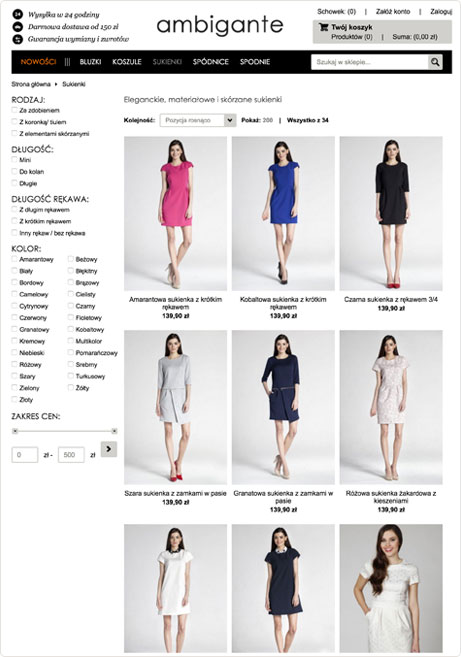 Wysyłka w 24 godziny
Darmowa dostawa od 150 zł
Gwarancja wymiany i zwrotów
ambigante
Schowek: (0) | Załóż konto | Zaloguj
Twój koszyk
Produktów (0) | Suma: (0,00 zł)
NOWOŚCI ||| BLUZKI KOSZULE SUKIENKI SPÓDNICE SPODNIE
Szukaj w sklepie...
Strona główna Sukienki
RODZAJ:
Ze zdobieniem
Z koronką/ tiulem
Z elementami skórzanymi
DŁUGOŚĆ:
Mini
Do kolan
Długie
DŁUGOŚĆ RĘKAWA:
Z długim rękawem
Z krótkim rękawem
Inny rękaw / bez rękawa
KOLOR:
Amarantowy Beżowy
Biały Błękitny
Bordowy Brązowy
Camelowy Cielisty
Cytrynowy Czarny
Czerwony Fioletowy
Granatowy Kobaltowy
Kremowy Multikolor
Niebieski Pomarańczowy
Różowy Srebrny
Szary Turkusowy
Zielony Żółty
Złoty
ZAKRES CEN:
0 zł - 500 zł
Eleganckie, materiałowe i skórzane sukienki
Kolejność: Pozycja rosnąco Pokaż: 200 | Wszystko z 34
Amarantowa sukienka z krótkim
rękawem
139,90 zł
Kobaltowa sukienka z krótkim
rękawem
139,90 zł
Czarna sukienka z rękawem 3/4
139,90 zł
Szara sukienka z zamkami w pasie
139,90 zł
Granatowa sukienka z zamkami w
pasie
139,90 zł
Różowa sukienka żakardowa z
kieszeniami
139,90 zł